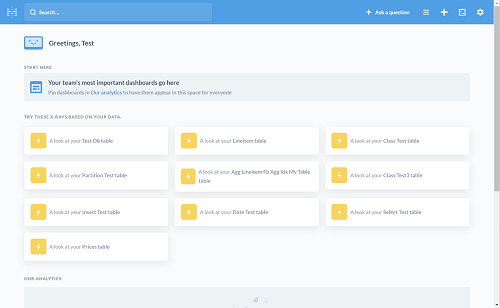 Search...
Ask a question
Greetings, Test
START HERE
Your team's most important dashboards go here
Pin dashboards in Our analytics to have them appear in this space for everyone
TRY THESE X-RAYS BASED ON YOUR DATA.
A look at your Test Db table
A look at your Lineitem table
A look at your Class Test table
A look at your Partition Test table
A look at your Agg Lineitem Fb Agg Idx Mv Table
table
A look at your Class Test3 table
A look at your Insert Test table
A look at your Date Test table
A look at your Select Test table
A look at your Prices table
OUR ANALYTICS